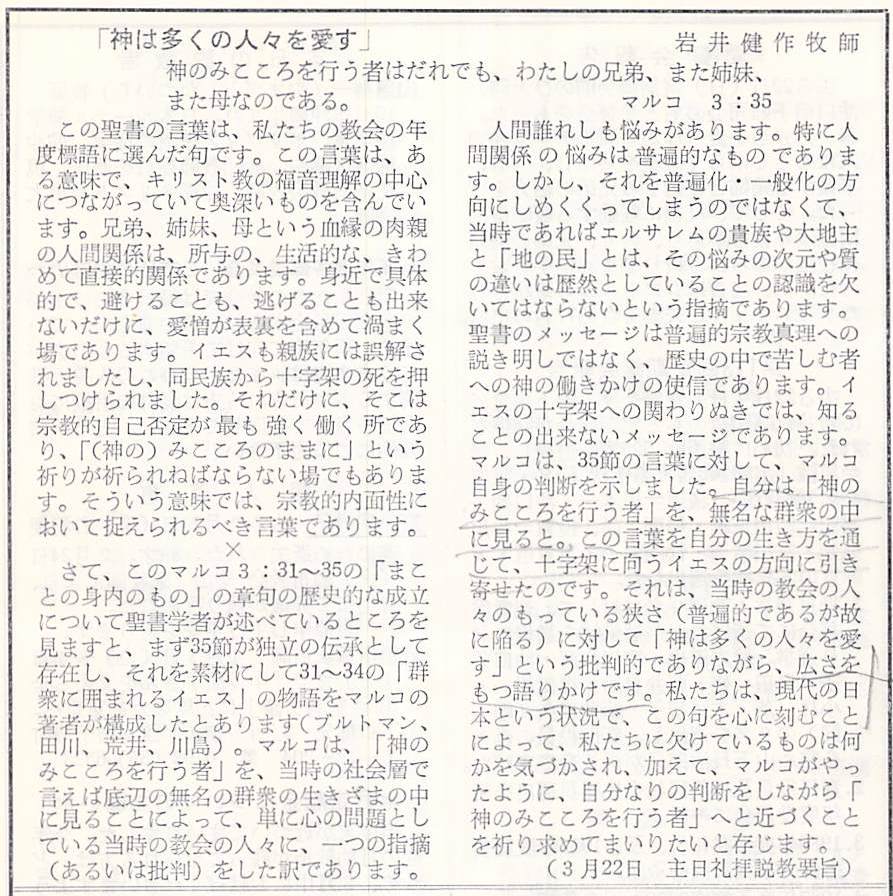 「神は多くの人々を愛す」
岩井健作牧師
神のみこころを行う者はだれでも、わたしの兄弟、また姉妹、
また母なのである。
マルコ 3:35
この聖書の言葉は、私たちの教会の年
度標語に選んだ句です。この言葉は、あ
る意味で、キリスト教の福音理解の中心
につながっていて奥深いものを含んでい
ます。兄弟、姉妹、母という血縁の肉親
の人間関係は、所与の、生活的な、きわ
めて直接的関係であります。身近で具体
的で、避けることも、逃げることも出来
ないだけに、愛憎が表裏を含めて渦まく
場であります。イエスも親族には誤解さ
れましたし、同民族から十字架の死を押
しつけられました。それだけに、そこは
宗教的自己否定が最も強く働く所であ
り、「(神の)みこころのままに」という
祈りが祈られねばならない場でもありま
す。そういう意味では、宗教的内面性に
おいて捉えられるべき言葉であります。
×
さて、このマルコ3:31〜35の「まこ
との身内のもの」の章句の歴史的な成立
について聖書学者が述べているところを
見ますと、まず35節が独立の伝承として
存在し、それを素材にして31〜34の「群
衆に囲まれるイエス」の物語をマルコの
著者が構成したとあります(ブルトマン、
田川、荒井、川島)。マルコは、「神の
みこころを行う者」を、当時の社会層で
言えば底辺の無名の群衆の生きざまの中
に見ることによって、単に心の問題とし
ている当時の教会の人々に、一つの指摘
(あるいは批判)をした訳であります。
人間誰れしも悩みがあります。特に人
間関係の悩みは普遍的なものでありま
す。しかし、それを普遍化・一般化の方
向にしめくくってしまうのではなくて、
当時であればエルサレムの貴族や大地主
と「地の民」とは、その悩みの次元や質
の違いは歴然としていることの認識を欠
いてはならないという指摘であります。
聖書のメッセージは普遍的宗教真理への
説き明しではなく、歴史の中で苦しむ者
への神の働きかけの使信であります。イ
エスの十字架への関わりぬきでは、知る
ことの出来ないメッセージであります。
マルコは、35節の言葉に対して、マルコ
自身の判断を示しました。自分は「神の
みこころを行う者」を、無名な群衆の中
に見ると。この言葉を自分の生き方を通
じて、十字架に向うイエスの方向に引き
寄せたのです。それは、当時の教会の人
々のもっている狭さ(普遍的であるが故
に陥る)に対して「神は多くの人々を愛
す」という批判的でありながら、広さを
もつ語りかけです。私たちは、現代の日
本という状況で、この句を心に刻むこと
によって、私たちに欠けているものは何
かを気づかされ、加えて、マルコがやっ
たように、自分なりの判断をしながら「
神のみこころを行う者」へと近づくこと
を祈り求めてまいりたいと存じます。
(3月22日 主日礼拝説教要旨)